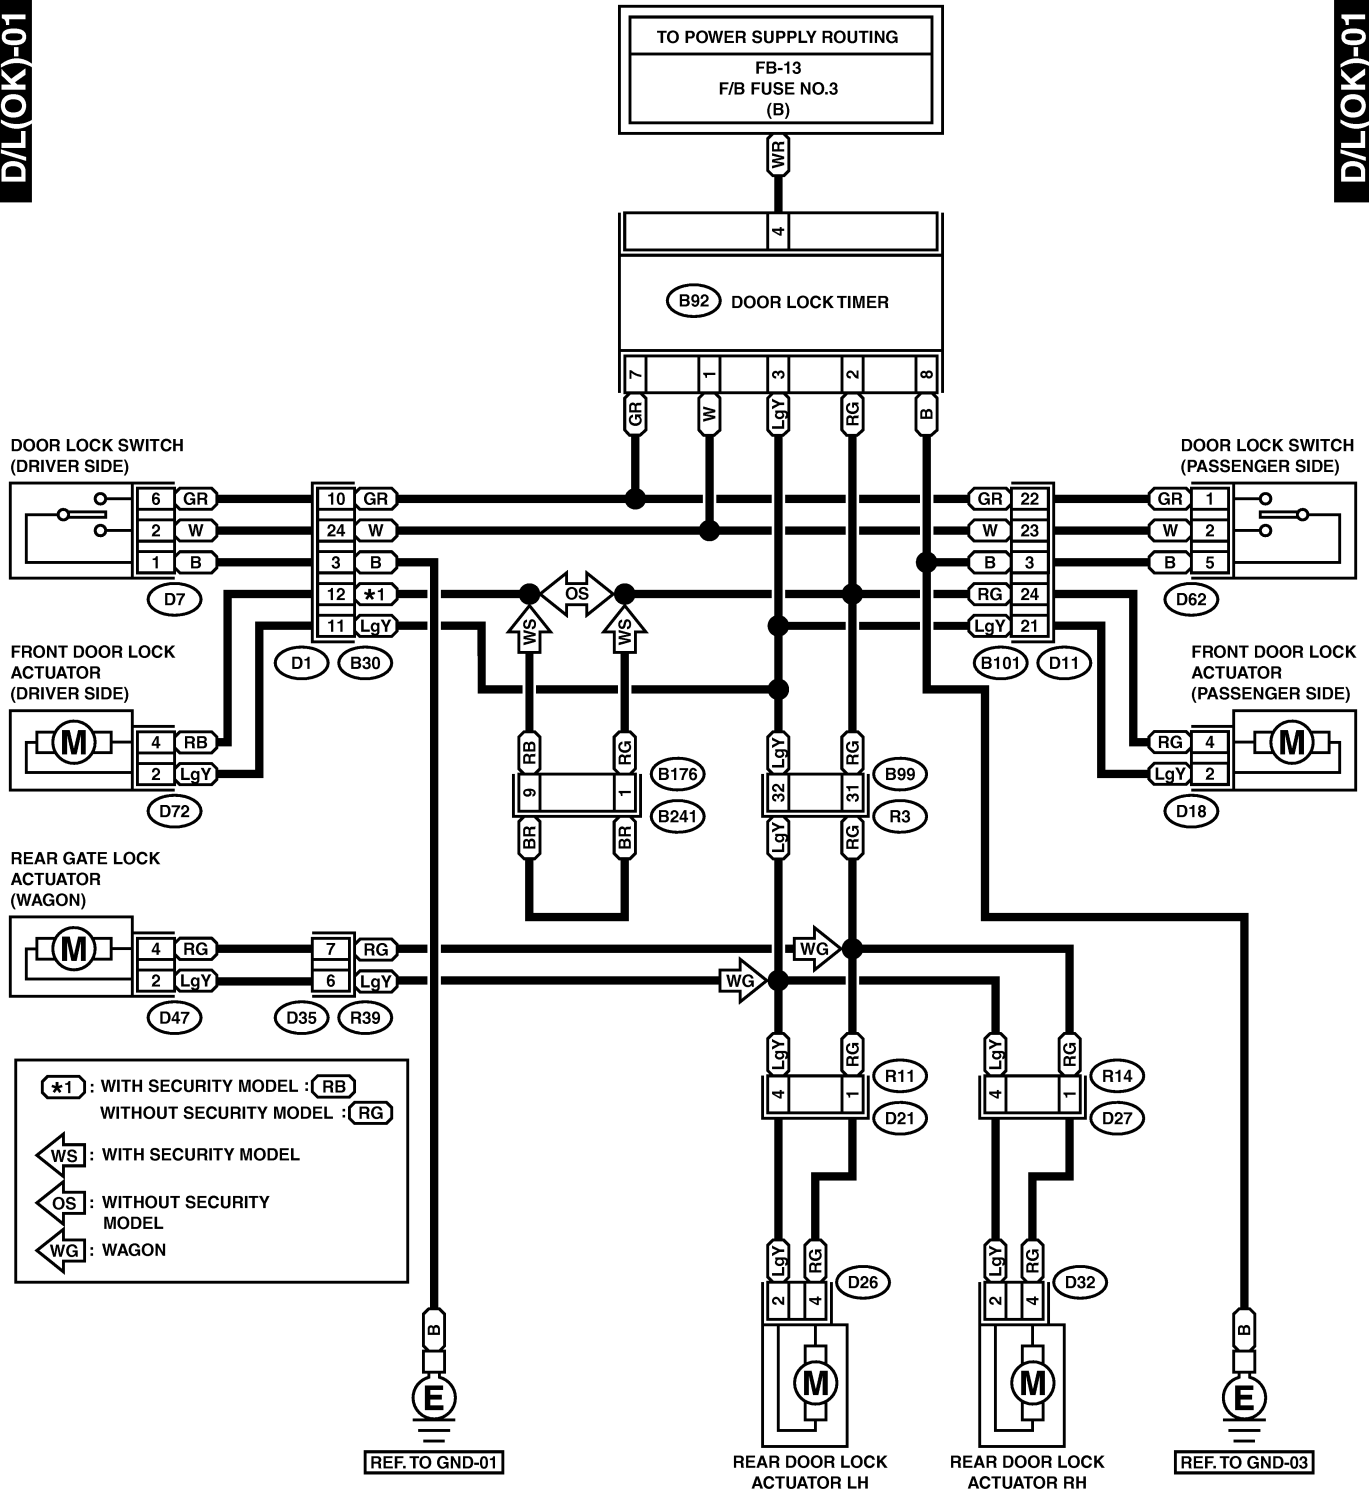 D/L(OK)-01
D/L(OK)-01
TO POWER SUPPLY ROUTING
FB-13
F/B FUSE NO.3
(B)
WR
4
B92 DOOR LOCK TIMER
7 1 3 2 8
GR W LgY RG B
DOOR LOCK SWITCH
(DRIVER SIDE)
DOOR LOCK SWITCH
(PASSENGER SIDE)
6 GR 10 GR GR 22 GR 1
2 W 24 W W 23 W 2
1 B 3 B B 3 B 5
12 *1 OS RG 24
D7 D62
11 LgY WS WS LgY 21
D1 B30 B101 D11
FRONT DOOR LOCK
ACTUATOR
(DRIVER SIDE)
FRONT DOOR LOCK
ACTUATOR
(PASSENGER SIDE)
M 4 RB RB RG LgY RG RG 4 M
2 LgY LgY 2
B176 B99
9 1 32 31
D72 B241 R3 D18
BR BR LgY RG
REAR GATE LOCK
ACTUATOR
(WAGON)
M 4 RG 7 RG WG
2 LgY 6 LgY WG
D47 D35 R39
LgY RG LgY RG
R11 R14
4 1 4 1
D21 D27
*1 : WITH SECURITY MODEL : RB
WITHOUT SECURITY MODEL : RG
WS : WITH SECURITY MODEL
OS : WITHOUT SECURITY
MODEL
WG : WAGON
LgY RG LgY RG
D26 D32
2 4 2 4
B B
M M
E E
REF. TO GND-01
REF. TO GND-03
REAR DOOR LOCK
ACTUATOR LH
REAR DOOR LOCK
ACTUATOR RH